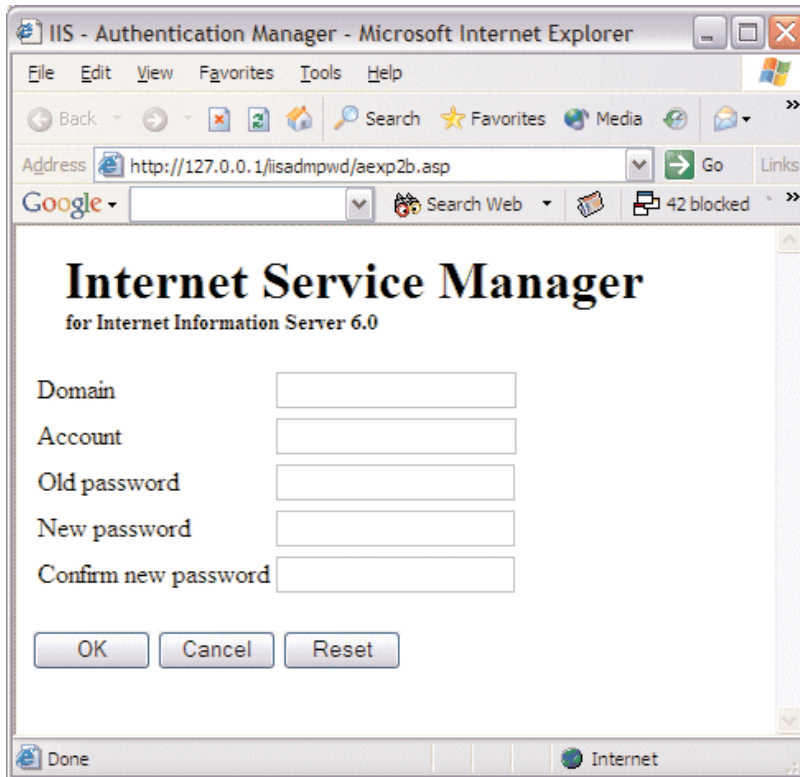 IIS - Authentication Manager - Microsoft Internet Explorer
File Edit View Favorites Tools Help
Back Search Favorites Media »
Address http://127.0.0.1/iisadmpwd/aexp2b.asp Go Links
Google Search Web 42 blocked »
Internet Service Manager
for Internet Information Server 6.0
Domain
Account
Old password
New password
Confirm new password
OK Cancel Reset
Done Internet